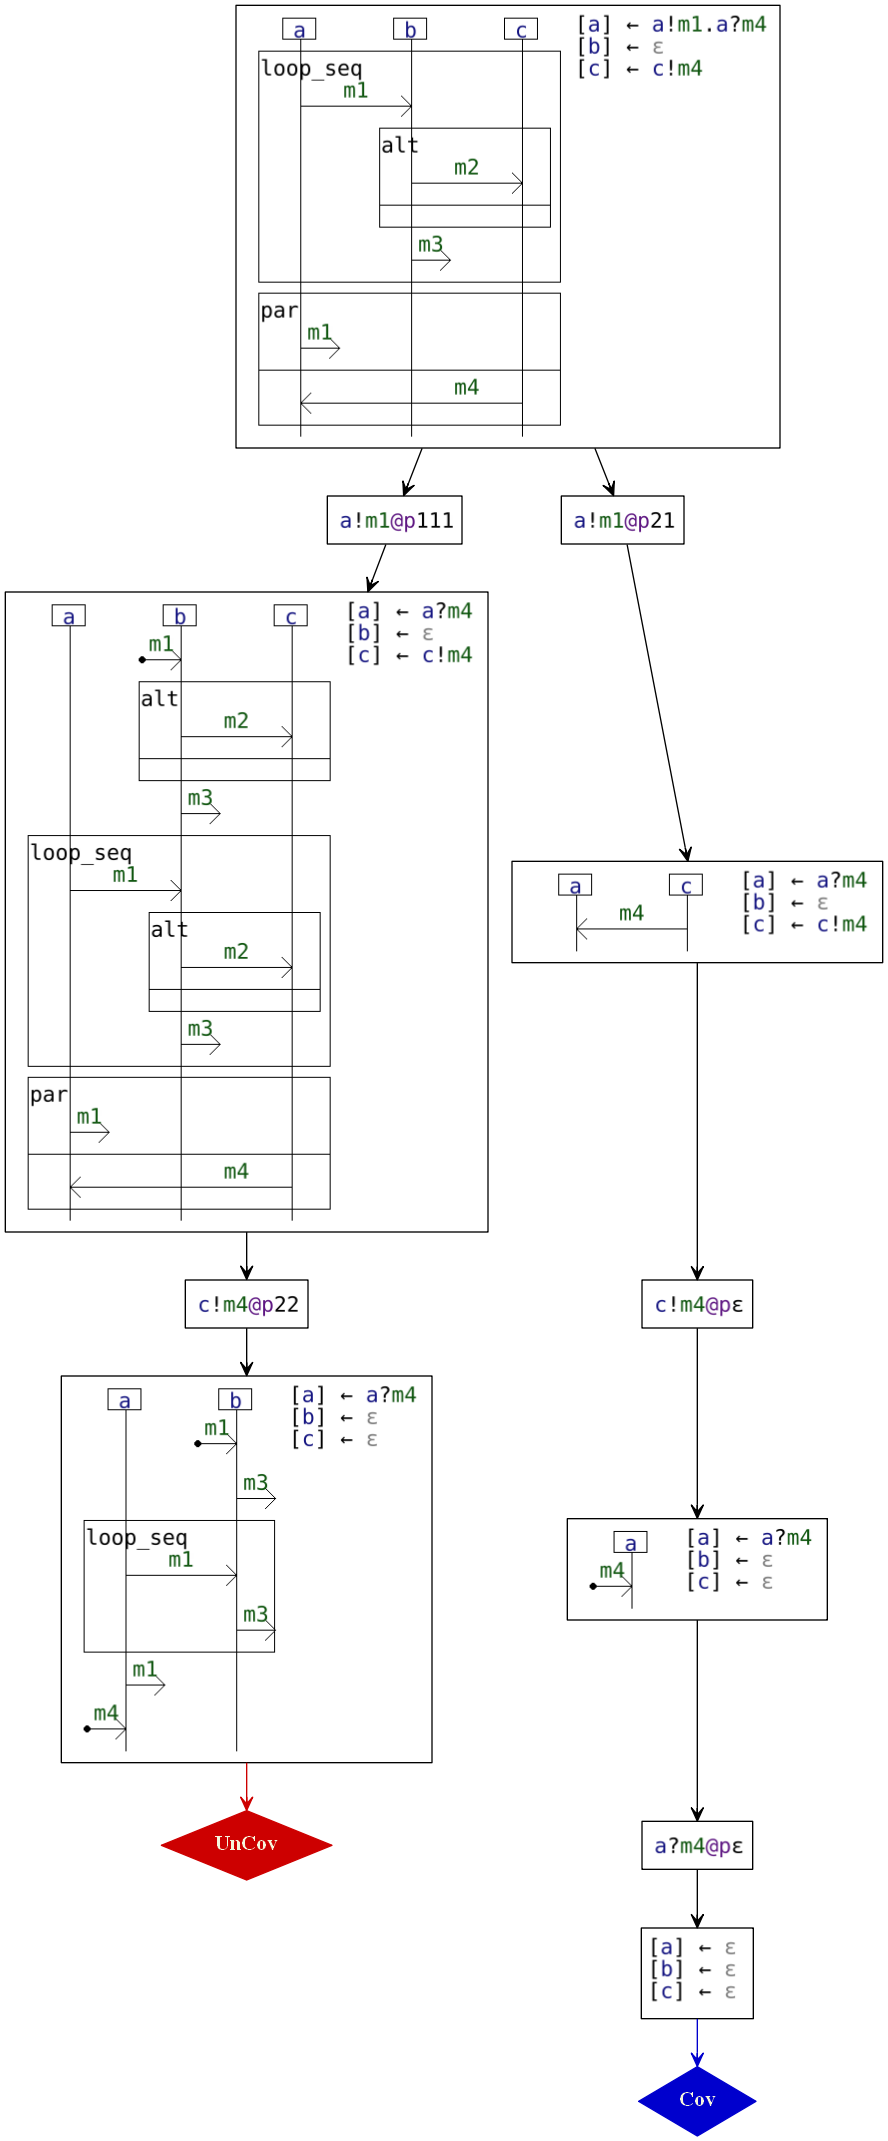 a b c
[a] ← a!m1.a?m4
[b] ← ε
[c] ← c!m4
loop_seq
m1
alt
m2
m3
par
m1
m4
a!m1@p111
a!m1@p21
a b c
[a] ← a?m4
[b] ← ε
[c] ← c!m4
m1
alt
m2
m3
loop_seq
m1
alt
m2
m3
par
m1
m4
a c
[a] ← a?m4
[b] ← ε
[c] ← c!m4
m4
c!m4@p22
c!m4@pε
a b
[a] ← a?m4
[b] ← ε
[c] ← ε
m1
m3
loop_seq
m1
m3
m1
m4
a
[a] ← a?m4
[b] ← ε
[c] ← ε
m4
UnCov
a?m4@pε
[a] ← ε
[b] ← ε
[c] ← ε
Cov